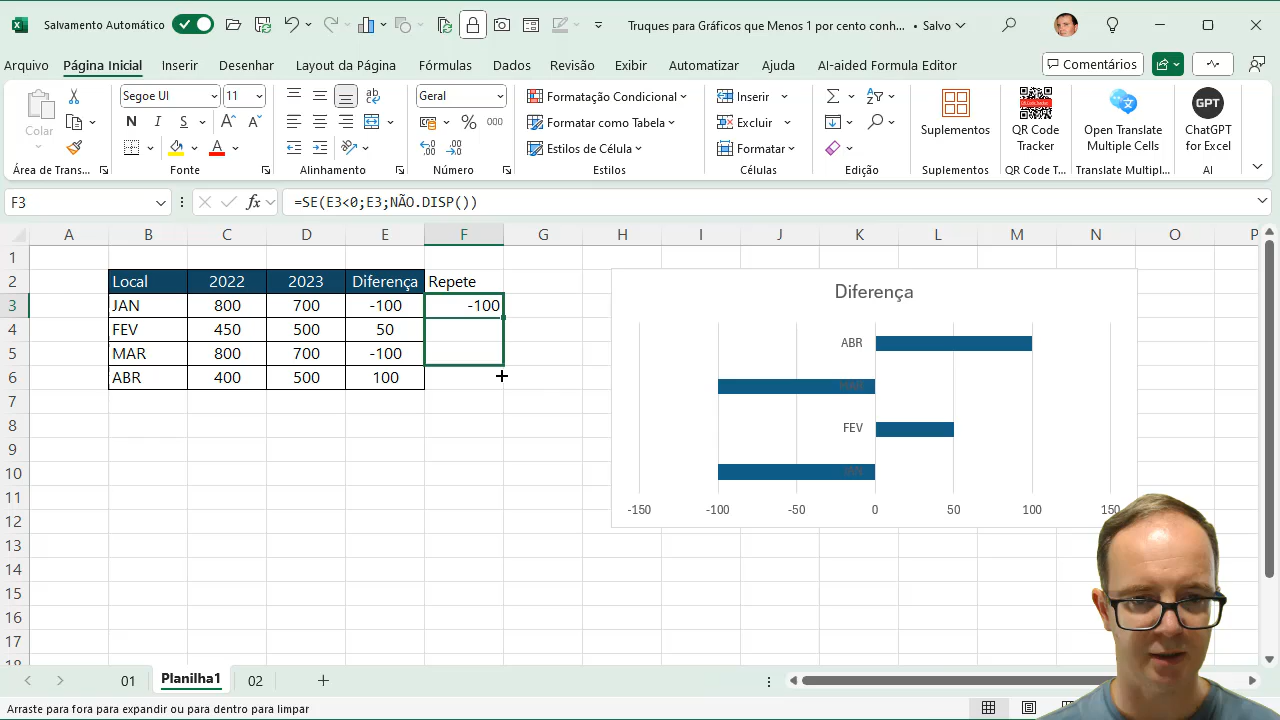 Salvamento Automático
Truques para Gráficos que Menos 1 por cento conh... • Salvo
Arquivo Página Inicial Inserir Desenhar Layout da Página Fórmulas Dados Revisão Exibir Automatizar Ajuda AI-aided Formula Editor Comentários
Segoe UI 11 Geral Formatação Condicional Inserir
Colar N I S 000 Formatar como Tabela Excluir Suplementos QR Code Tracker Open Translate Multiple Cells ChatGPT for Excel
Estilos de Célula Formatar
Área de Trans... Fonte Alinhamento Número Estilos Células Edição Suplementos QR Code T... Translate Multipl... AI
F3 fx =SE(E3<0;E3;NÃO.DISP())
A B C D E F G H I J K L M N O P
1
2 Local 2022 2023 Diferença Repete
3 JAN 800 700 -100 -100
4 FEV 450 500 50
5 MAR 800 700 -100
6 ABR 400 500 100
7
8
9
10
11
12
13
14
15
16
17
18
Diferença
ABR
MAR
FEV
JAN
-150 -100 -50 0 50 100 150
01 Planilha1 02
Arraste para fora para expandir ou para dentro para limpar